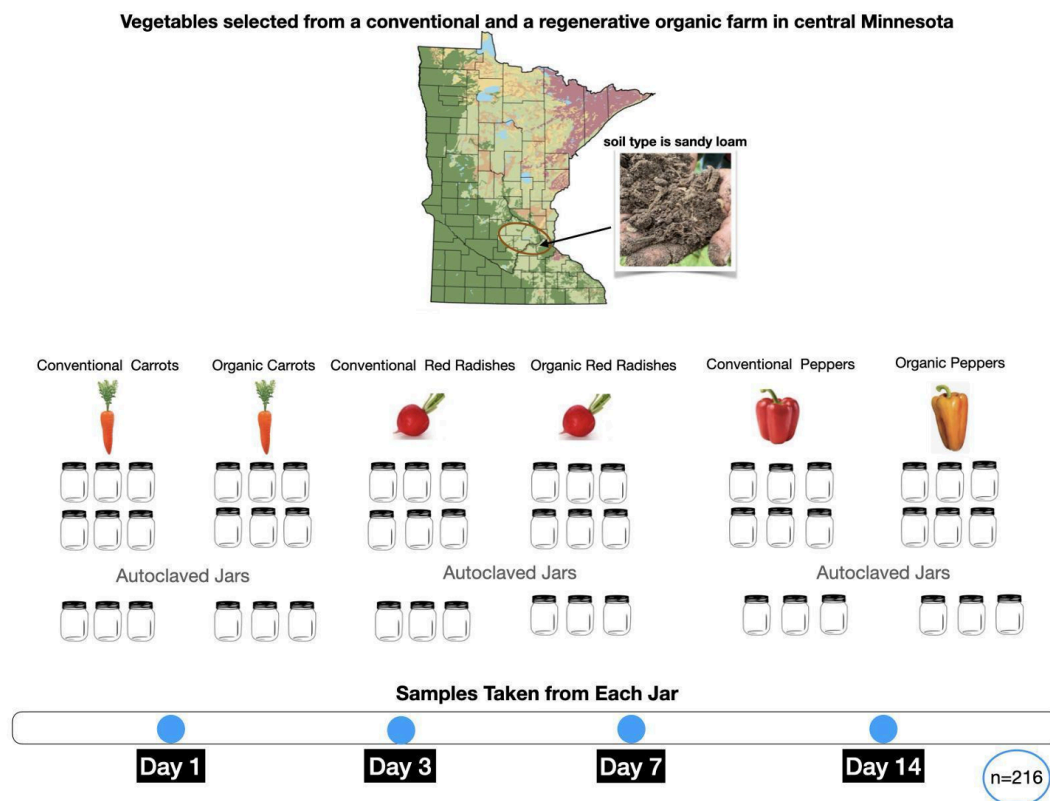 Vegetables selected from a conventional and a regenerative organic farm in central Minnesota
soil type is sandy loam
Conventional Carrots
Organic Carrots
Conventional Red Radishes
Organic Red Radishes
Conventional Peppers
Organic Peppers
Autoclaved Jars
Autoclaved Jars
Autoclaved Jars
Samples Taken from Each Jar
Day 1
Day 3
Day 7
Day 14
n=216